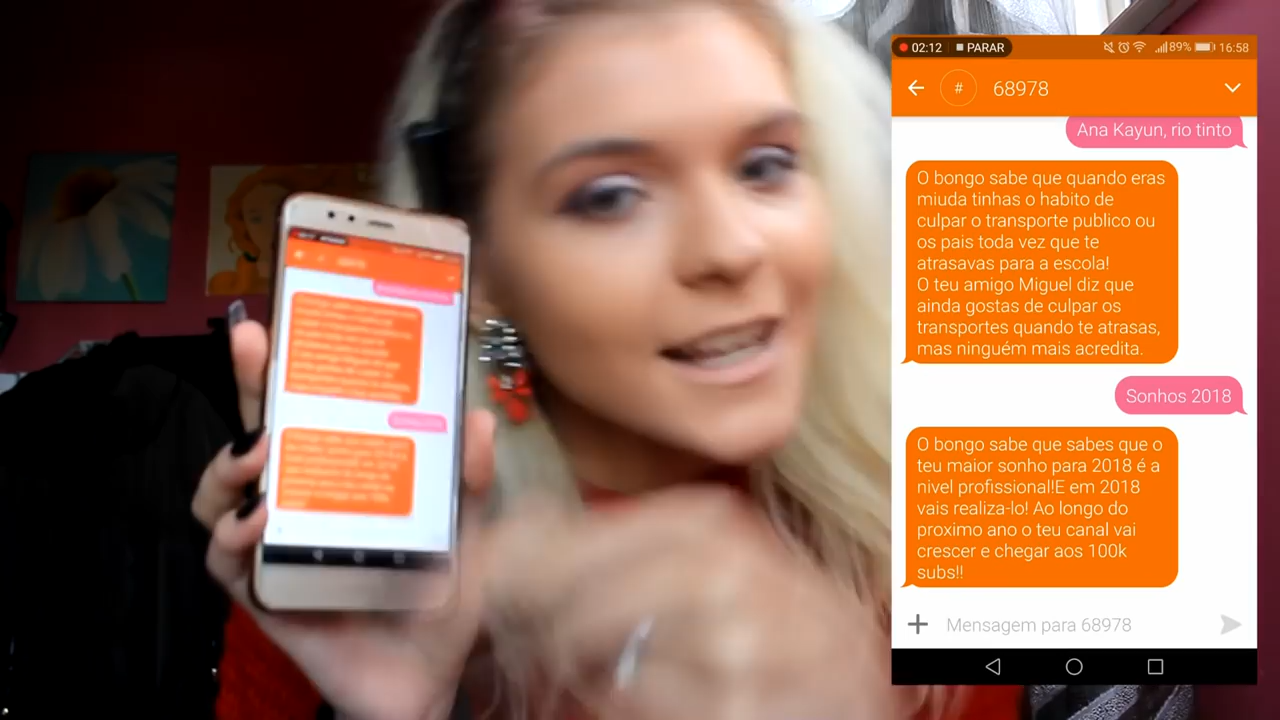 02:12 PARAR 89% 16:58
# 68978
Ana Kayun, rio tinto
O bongo sabe que quando eras
miuda tinhas o habito de
culpar o transporte publico ou
os pais toda vez que te
atrasavas para a escola!
O teu amigo Miguel diz que
ainda gostas de culpar os
transportes quando te atrasas,
mas ninguém mais acredita.
Sonhos 2018
O bongo sabe que sabes que o
teu maior sonho para 2018 é a
nivel profissional!E em 2018
vais realiza-lo! Ao longo do
proximo ano o teu canal vai
crescer e chegar aos 100k
subs!!
Mensagem para 68978